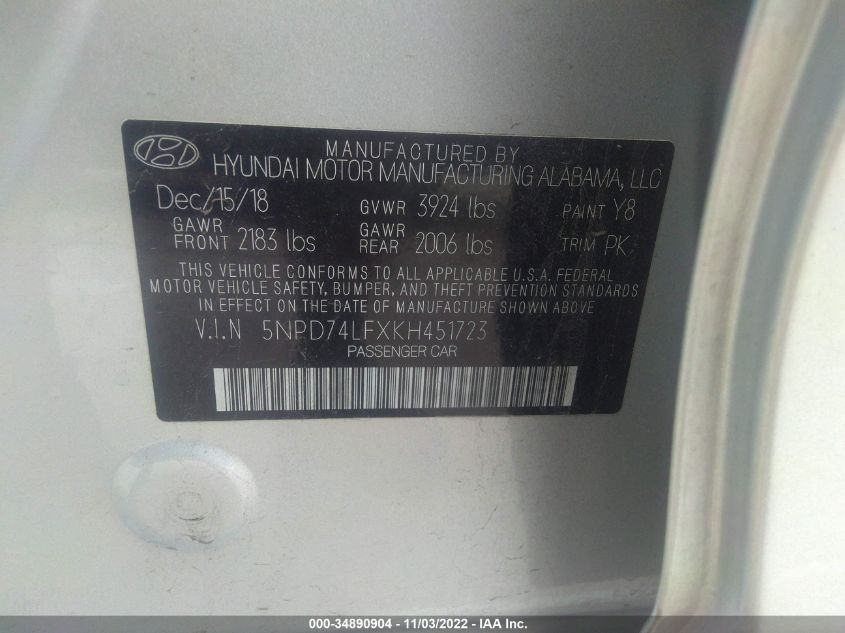 MANUFACTURED BY
HYUNDAI MOTOR MANUFACTURING ALABAMA, LLC
Dec/15/18 GVWR 3924 lbs PAINT Y8
GAWR FRONT 2183 lbs GAWR REAR 2006 lbs TRIM PK
THIS VEHICLE CONFORMS TO ALL APPLICABLE U.S.A. FEDERAL
MOTOR VEHICLE SAFETY, BUMPER, AND THEFT PREVENTION STANDARDS
IN EFFECT ON THE DATE OF MANUFACTURE SHOWN ABOVE
V.I.N 5NPD74LFXKH451723
PASSENGER CAR
000-34890904 - 11/03/2022 - IAA Inc.